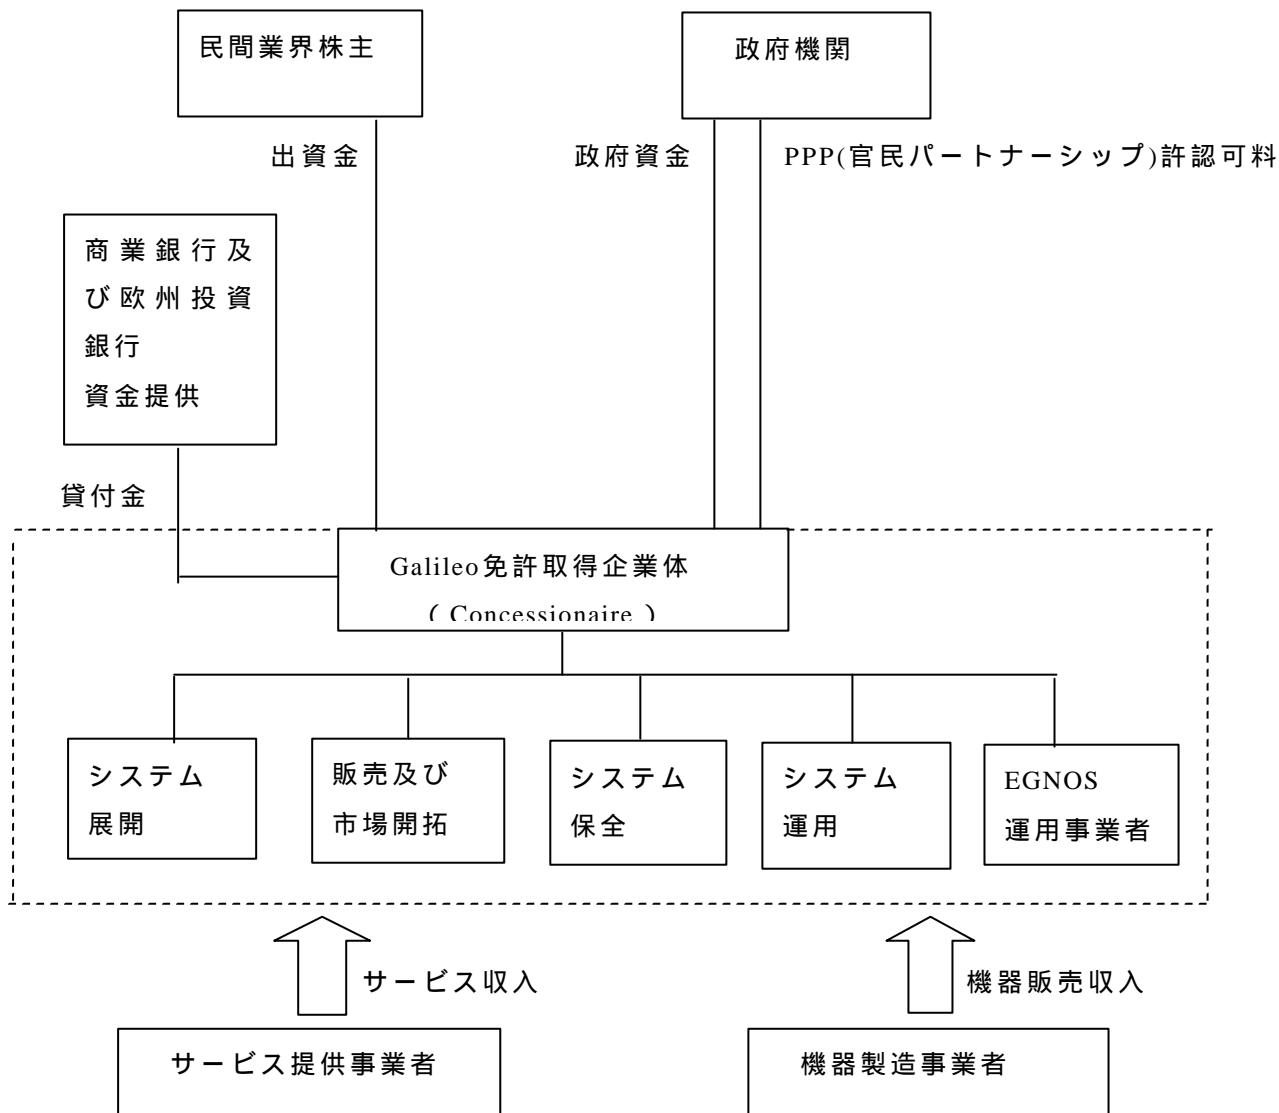 民間業界株主
政府機関
出資金
政府資金
PPP(官民パートナーシップ)許認可料
商業銀行及
び欧州投資
銀行
資金提供
貸付金
Galileo免許取得企業体
(Concessionaire)
システム
展開
販売及び
市場開拓
システム
保全
システム
運用
EGNOS
運用事業者
サービス収入
機器販売収入
サービス提供事業者
機器製造事業者